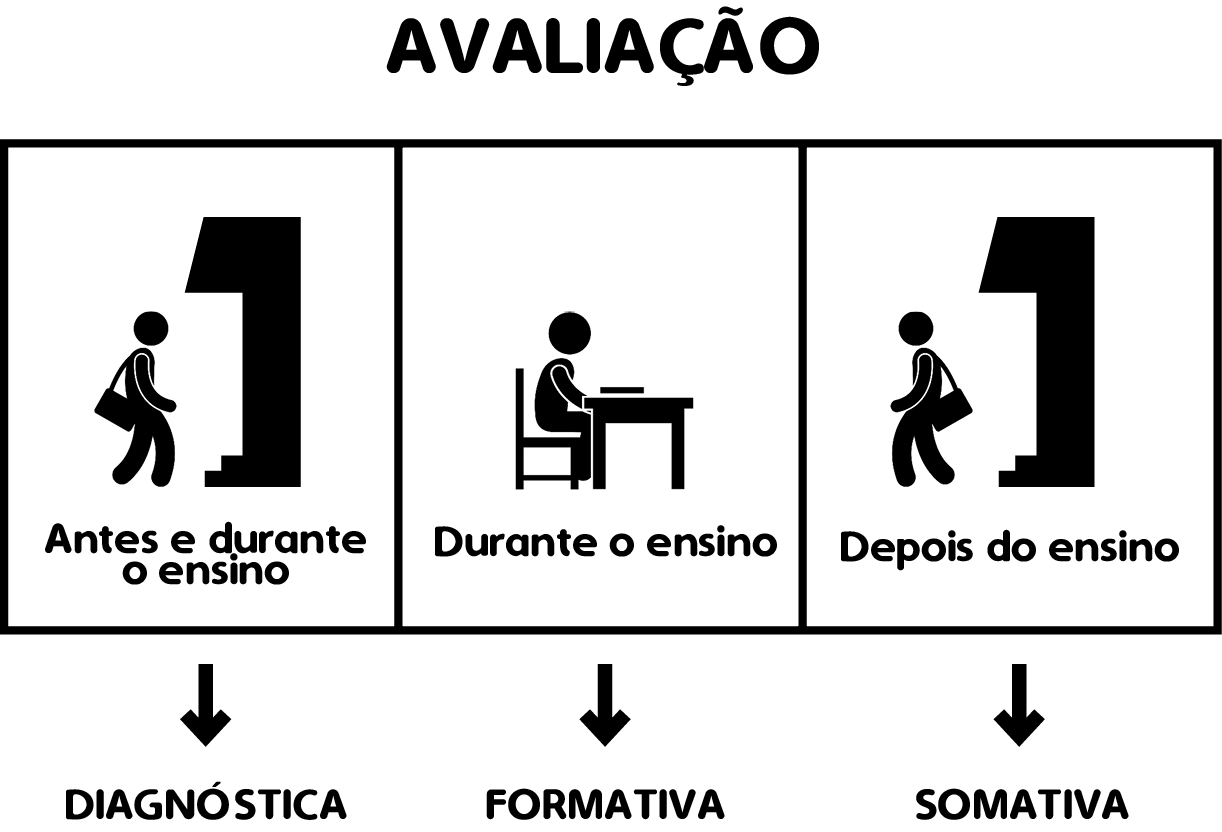 AVALIAÇÃO
Antes e durante
o ensino
Durante o ensino
Depois do ensino
DIAGNÓSTICA
FORMATIVA
SOMATIVA